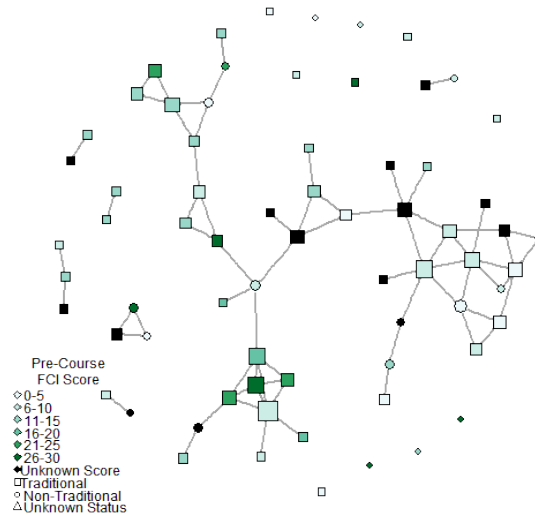 Pre-Course
FCI Score
0-5
6-10
11-15
16-20
21-25
26-30
Unknown Score
Traditional
Non-Traditional
Unknown Status